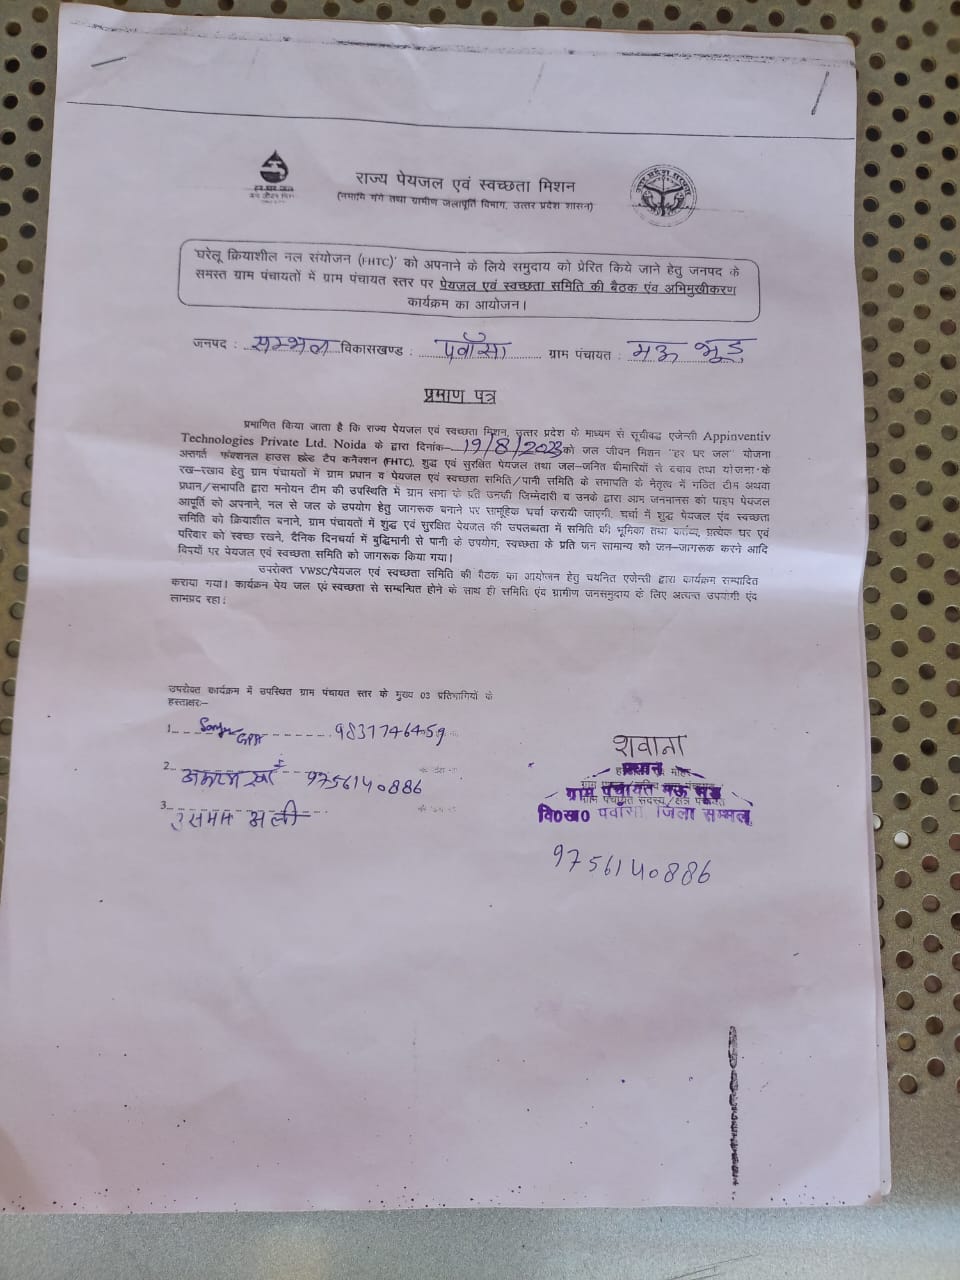 हर घर जल
राज्य पेयजल एवं स्वच्छता मिशन
(नमामि गंगे तथा ग्रामीण जलापूर्ति विभाग, उत्तर प्रदेश शासन)
'घरेलू क्रियाशील नल संयोजन (FHTC)' को अपनाने के लिये समुदाय को प्रेरित किये जाने हेतु जनपद के
समस्त ग्राम पंचायतों में ग्राम पंचायत स्तर पर पेयजल एवं स्वच्छता समिति की बैठक एंव अभिमुखीकरण
कार्यक्रम का आयोजन।
जनपद : सम्भल विकासखण्ड : पवाँसा ग्राम पंचायत : मऊ भूड़
प्रमाण पत्र
प्रमाणित किया जाता है कि राज्य पेयजल एवं स्वच्छता मिशन, उत्तर प्रदेश के माध्यम से सूचीबद्ध एजेन्सी Appinventiv
Technologies Private Ltd. Noida के द्वारा दिनांक 19/8/2023 को जल जीवन मिशन "हर घर जल" योजना
अन्तर्गत फंक्शनल हाउस होल्ड टैप कनैक्शन (FHTC), शुद्ध एवं सुरक्षित पेयजल तथा जल-जनित बीमारियों से बचाव तथा योजना के
रख-रखाव हेतु ग्राम पंचायतों में ग्राम प्रधान व पेयजल एवं स्वच्छता समिति/पानी समिति के सभापति के नेतृत्व में गठित टीम अथवा
प्रधान/सभापति द्वारा मनोयन टीम की उपस्थिति में ग्राम सभा के प्रति उनकी जिम्मेदारी व उनके द्वारा आम जनमानस को पाइप पेयजल
आपूर्ति को अपनाने, नल से जल के उपयोग हेतु जागरूक बनाने पर सामूहिक चर्चा करायी जाएगी. चर्चा में शुद्ध पेयजल एंव स्वच्छता
समिति को क्रियाशील बनाने, ग्राम पंचायतों में शुद्ध एवं सुरक्षित पेयजल की उपलब्धता में समिति की भूमिका तथा कर्तव्य, प्रत्येक घर एवं
परिवार को स्वच्छ रखने, दैनिक दिनचर्या में बुद्धिमानी से पानी के उपयोग, स्वच्छता के प्रति जन सामान्य को जन-जागरूक करने आदि
विषयों पर पेयजल एवं स्वच्छता समिति को जागरूक किया गया।
उपरोक्त VWSC/पेयजल एवं स्वच्छता समिति की बैठक का आयोजन हेतु चयनित एजेन्सी द्वारा कार्यक्रम सम्पादित
कराया गया। कार्यक्रम पेय जल एवं स्वच्छता से सम्बन्धित होने के साथ ही समिति एंव ग्रामीण जनसमुदाय के लिए अत्यन्त उपयोगी एंव
लाभप्रद रहा।
उपरोक्त कार्यक्रम में उपस्थित ग्राम पंचायत स्तर के मुख्य 03 प्रतिभागियों के
हस्ताक्षर:-
1. 9837746459
2. 9756140886
3. उसमान अली
शबाना
प्रधान
ग्राम पंचायत मऊ भूड़
वि0ख0 पवाँसा जिला सम्भल
9756140886